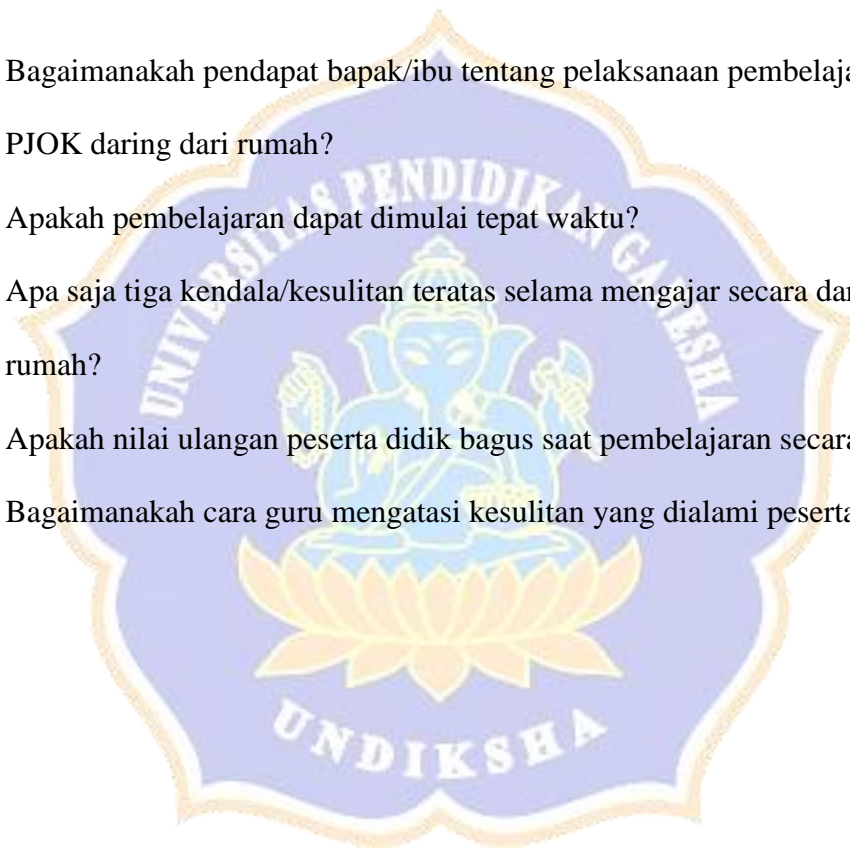 Bagaimanakah pendapat bapak/ibu tentang pelaksanaan
PJOK daring dari rumah?
UNIVERSITAS PENDIDIKAN GANESHA
Apakah pembelajaran dapat dimulai tepat waktu?
Apa saja tiga kendala/kesulitan teratas selama mengajar secara
rumah?
Apakah nilai ulangan peserta didik bagus saat pembelajaran secara
Bagaimanakah cara guru mengatasi kesulitan yang dialami peserta
UNDIKSHA